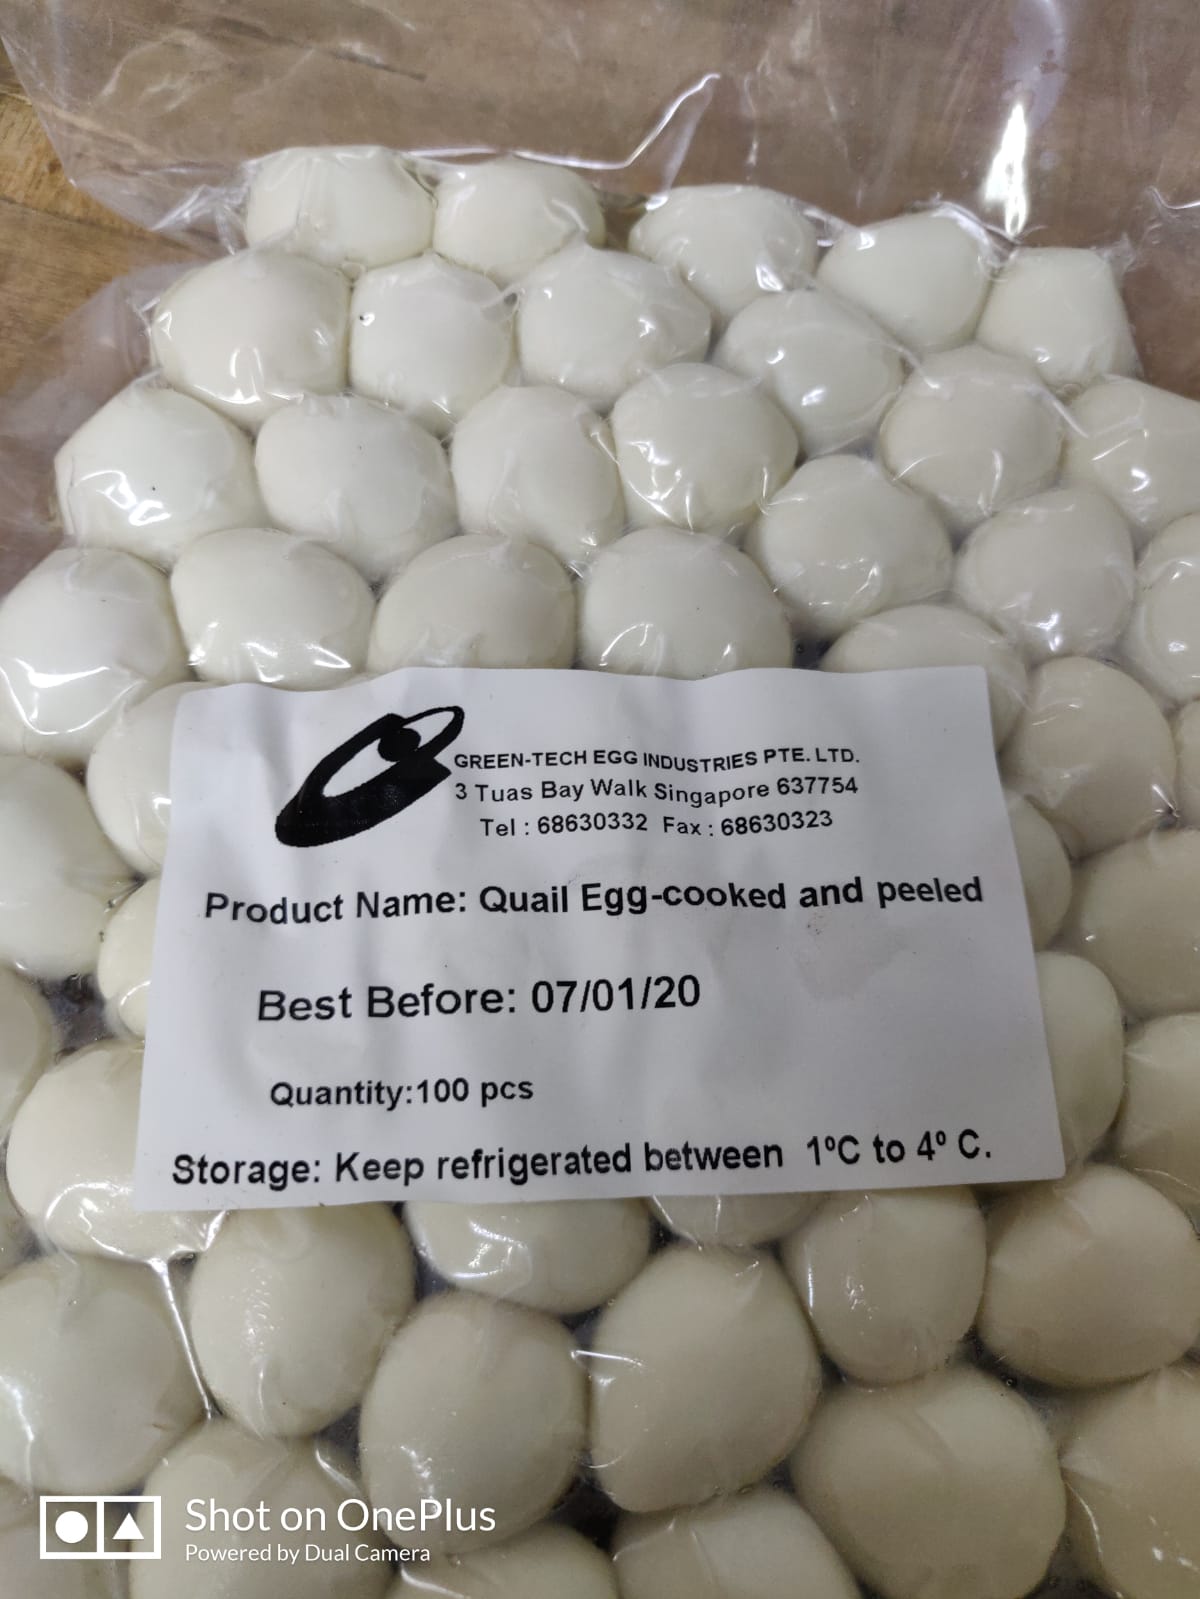 GREEN-TECH EGG INDUSTRIES PTE. LTD.
3 Tuas Bay Walk Singapore 637754
Tel : 68630332 Fax : 68630323
Product Name: Quail Egg-cooked and peeled
Best Before: 07/01/20
Quantity:100 pcs
Storage: Keep refrigerated between 1ºC to 4º C.
Shot on OnePlus
Powered by Dual Camera